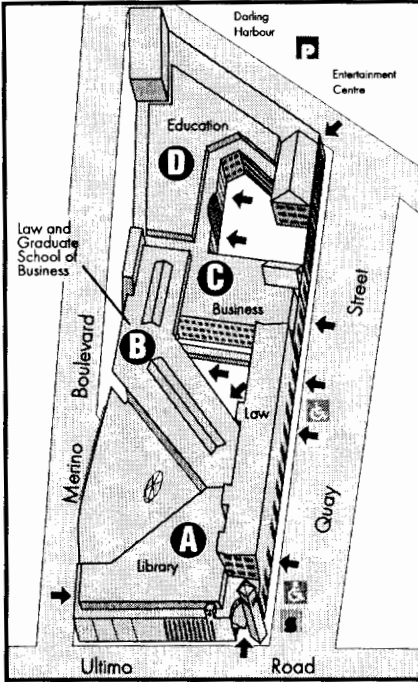 Darling
Harbour
P
Entertainment
Centre
Education
D
Law and
Graduate
School of
Business
C
Business
Street
B
Boulevard
Law
Merino
Quay
A
Library
Ultimo Road